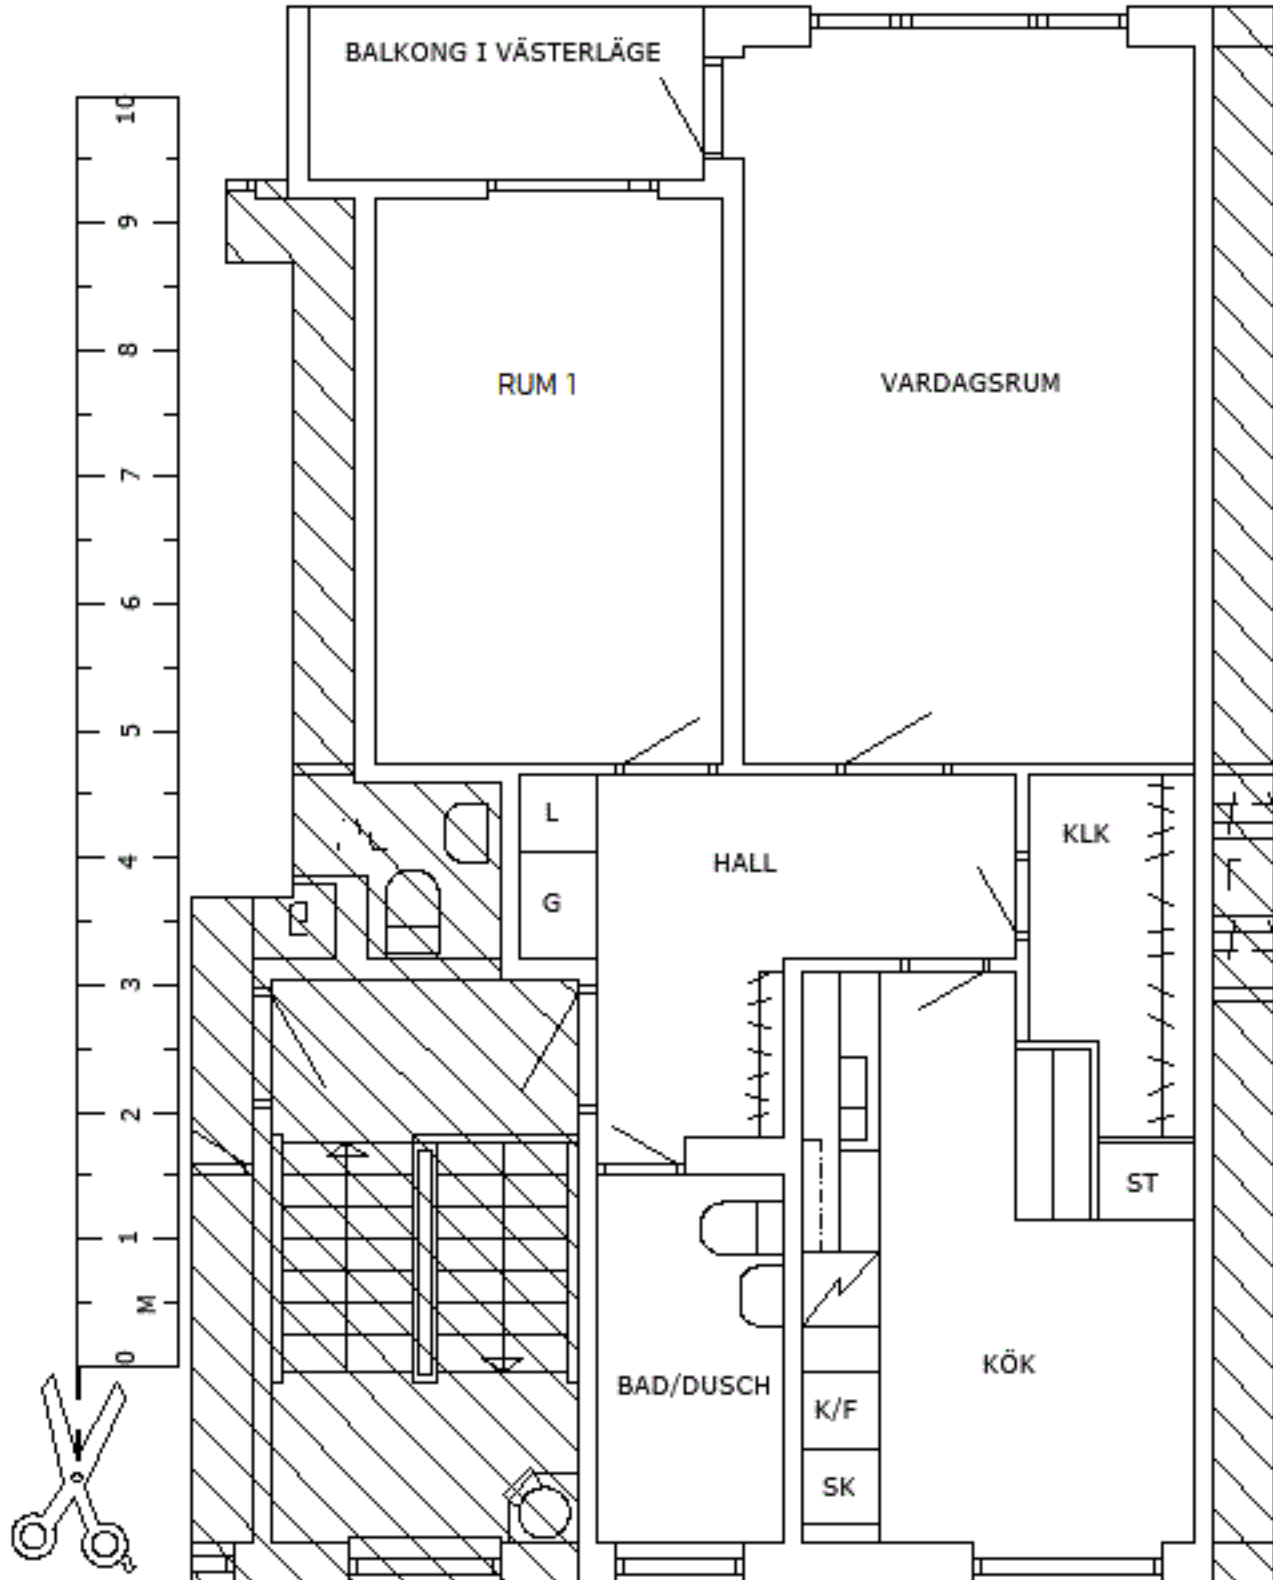 BALKONG I VÄSTERLÄGE
10
9
8
7
6
5
4
3
2
1
M
0
RUM 1
VARDAGSRUM
L
G
HALL
KLK
ST
BAD/DUSCH
KÖK
K/F
SK